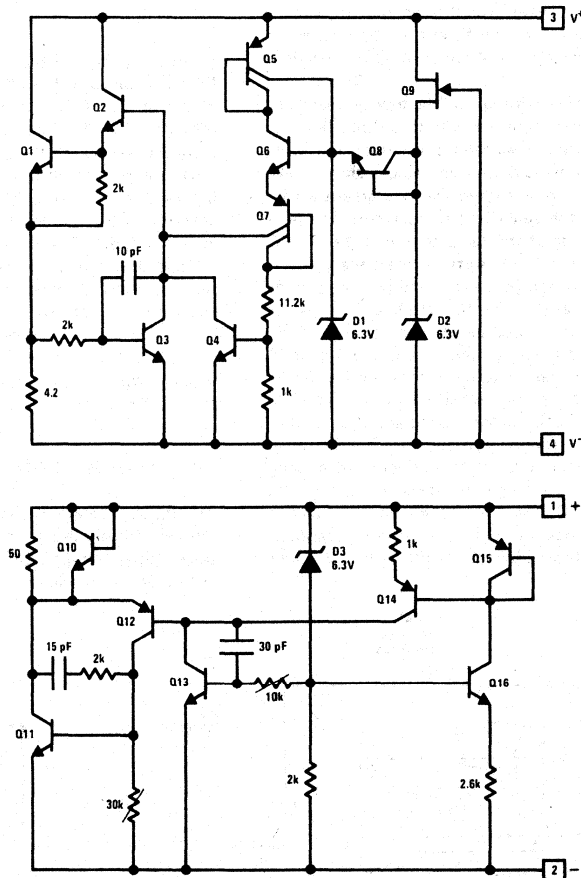 3 V+
Q5
Q9
Q2
Q1
Q6
Q8
2k
Q7
10 pF
11.2k
2k
Q3
Q4
D1
6.3V
D2
6.3V
4.2
1k
4 V−
1 +
50
Q10
D3
6.3V
1k
Q15
Q12
Q14
15 pF
2k
30 pF
Q13
10k
Q16
Q11
30k
2k
2.6k
2 −